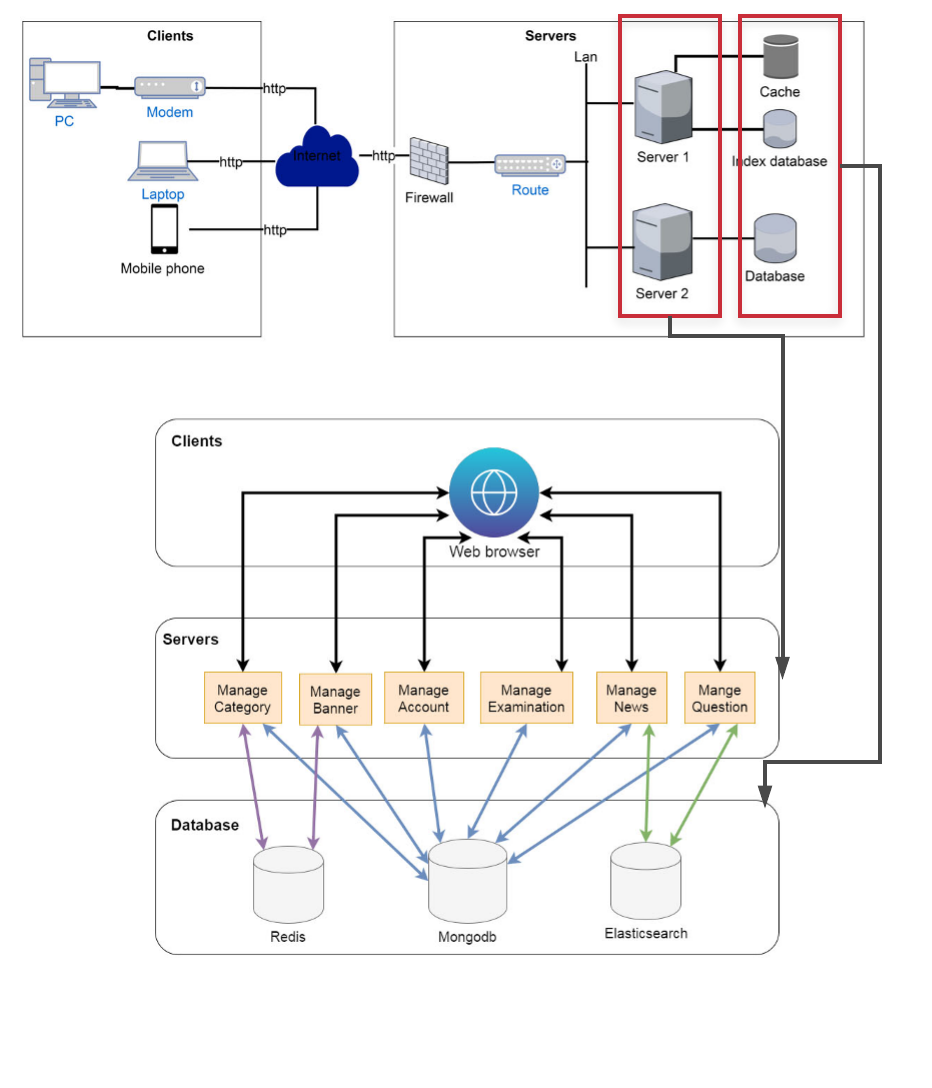 Clients
Servers
Lan
PC
Modem
http
Laptop
http
Internet
http
Mobile phone
http
Firewall
Route
Server 1
Server 2
Cache
Index database
Database
Clients
Web browser
Servers
Manage
Category
Manage
Banner
Manage
Account
Manage
Examination
Manage
News
Mange
Question
Database
Redis
Mongodb
Elasticsearch